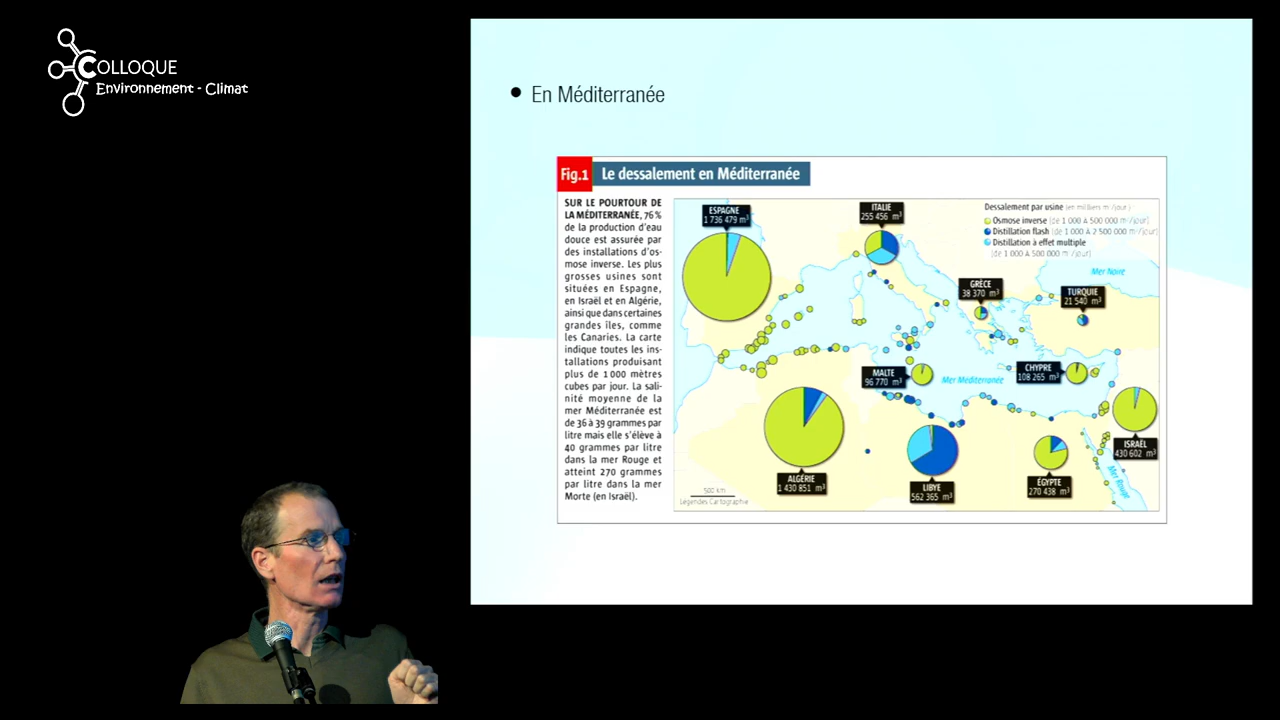 COLLOQUE
Environnement - Climat
• En Méditerranée
Fig.1 Le dessalement en Méditerranée
SUR LE POURTOUR DE
LA MÉDITERRANÉE, 76 %
de la production d'eau
douce est assurée par
des installations d'os-
mose inverse. Les plus
grosses usines sont
situées en Espagne,
en Israël et en Algérie,
ainsi que dans certaines
grandes îles, comme
les Canaries. La carte
indique toutes les ins-
tallations produisant
plus de 1 000 mètres
cubes par jour. La sali-
nité moyenne de la
mer Méditerranée est
de 36 à 39 grammes par
litre mais elle s'élève à
40 grammes par litre
dans la mer Rouge et
atteint 270 grammes
par litre dans la mer
Morte (en Israël).
ESPAGNE
1 736 479 m³
ITALIE
255 456 m³
Dessalement par usine (en milliers m³/jour) :
Osmose inverse (de 1 000 À 500 000 m³/jour)
Distillation flash (de 1 000 À 2 500 000 m³/jour)
Distillation à effet multiple
(de 1 000 À 500 000 m³/jour)
Mer Noire
GRÈCE
38 370 m³
TURQUIE
21 540 m³
MALTE
96 770 m³
Mer Méditerranée
CHYPRE
108 265 m³
ALGÉRIE
1 430 851 m³
LIBYE
562 365 m³
ÉGYPTE
270 438 m³
ISRAËL
430 602 m³
Mer Rouge
500 km
Légendes Cartographie